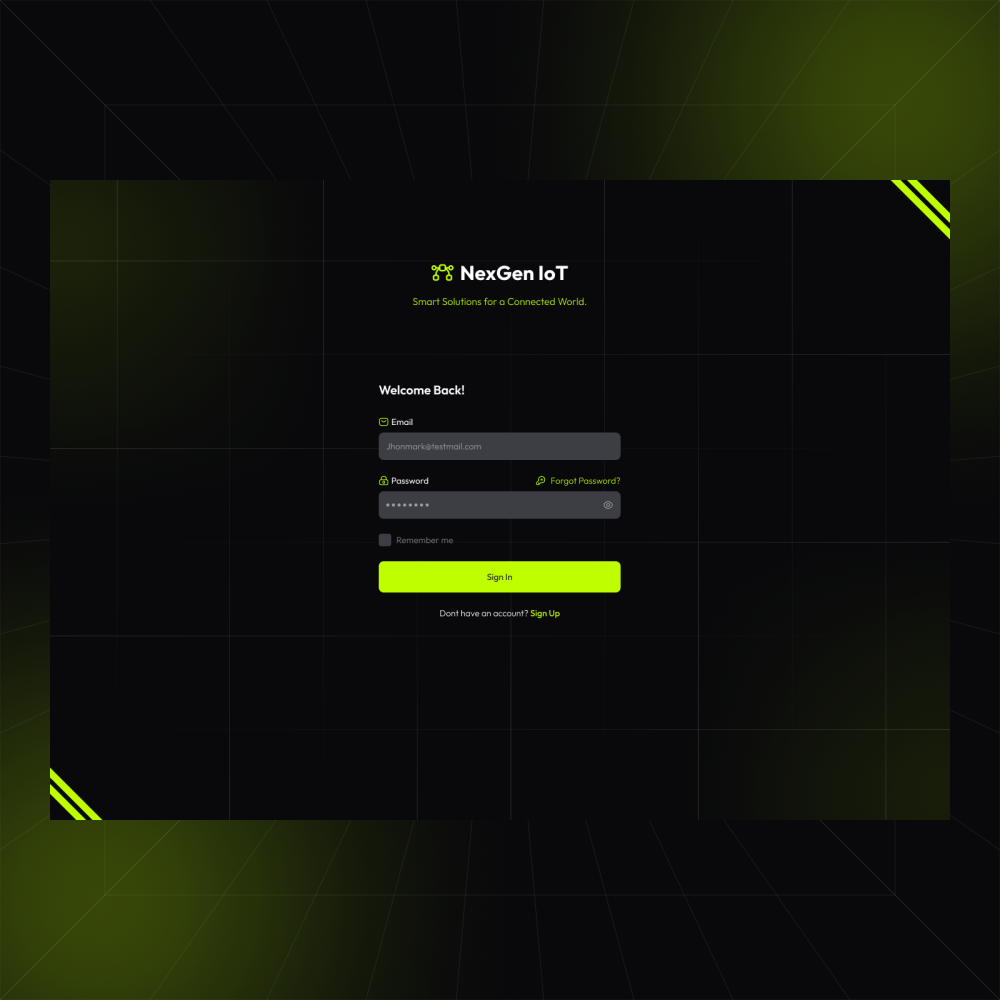 NexGen IoT
Smart Solutions for a Connected World.
Welcome Back!
Email
Jhonmark@testmail.com
Password
Forgot Password?
Remember me
Sign In
Dont have an account? Sign Up